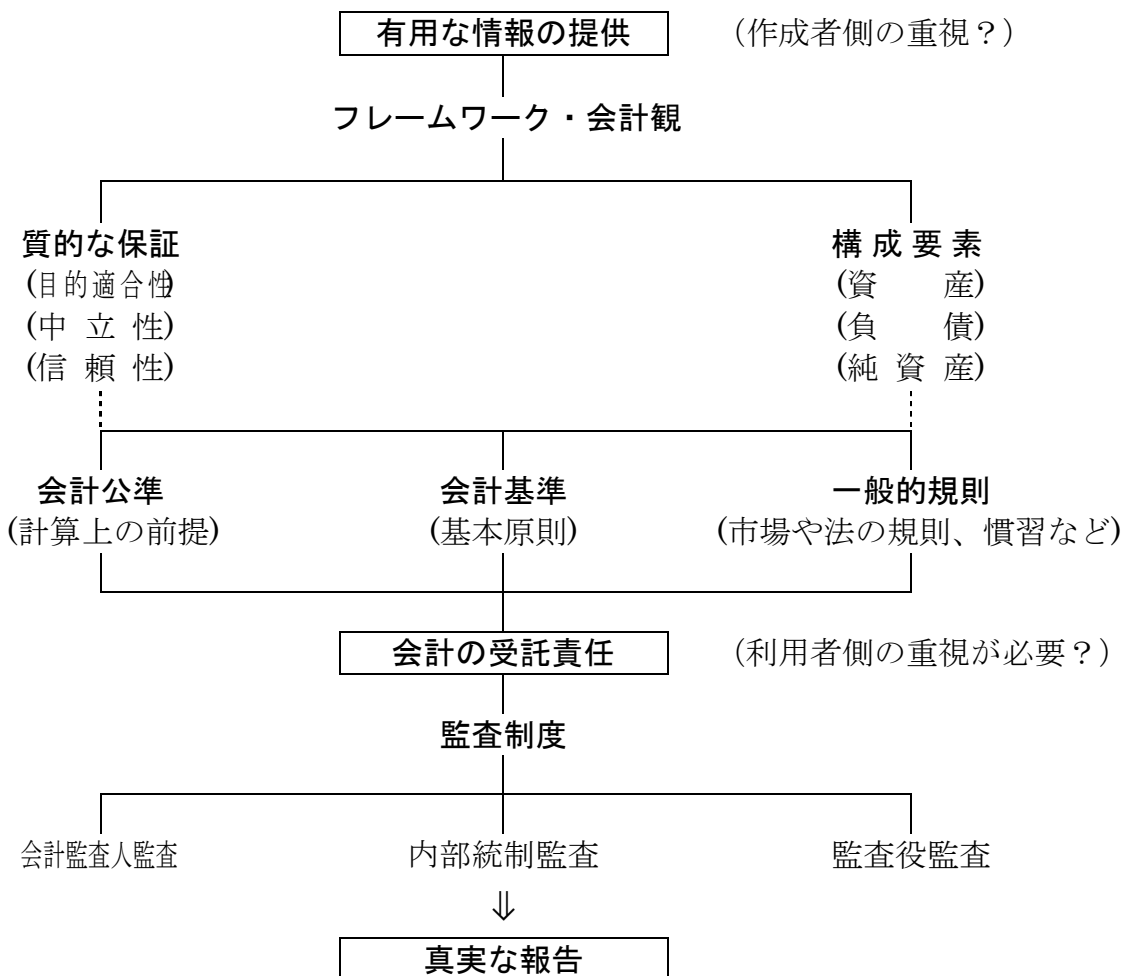 有用な情報の提供 （作成者側の重視？）
フレームワーク・会計観
質的な保証 構成要素
(目的適合性) (資　産)
(中立性) (負　債)
(信頼性) (純資産)
会計公準 会計基準 一般的規則
(計算上の前提) (基本原則) (市場や法の規則、慣習など)
会計の受託責任 （利用者側の重視が必要？）
監査制度
会計監査人監査 内部統制監査 監査役監査
⇓
真実な報告